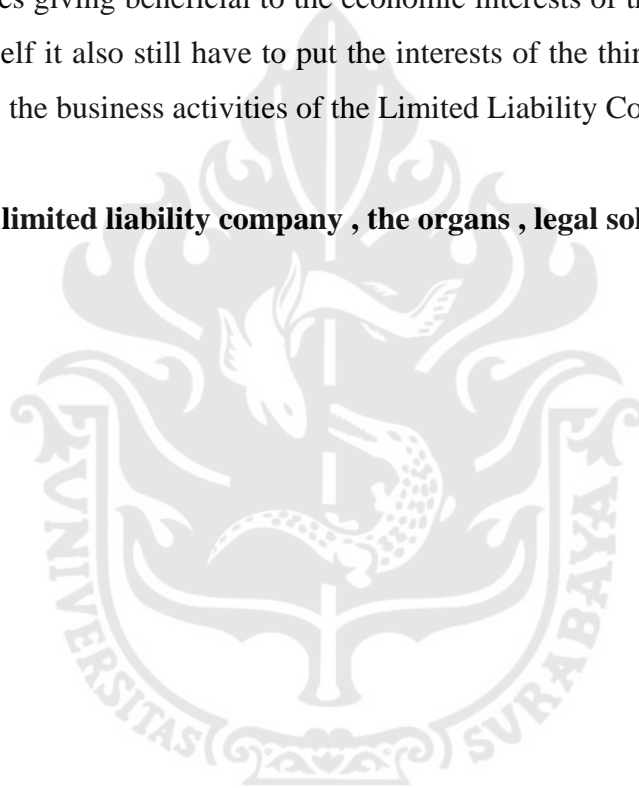 es giving beneficial to the economic interests of t
elf it also still have to put the interests of the thir
the business activities of the Limited Liability Co
limited liability company , the organs , legal sol
UNIVERSITAS SURABAYA